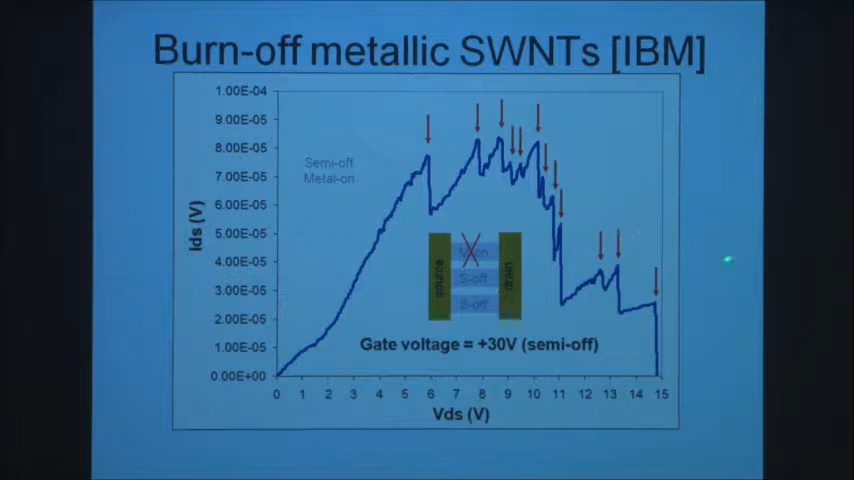 Burn-off metallic SWNTs [IBM]
1.00E-04
9.00E-05
8.00E-05
7.00E-05
6.00E-05
5.00E-05
4.00E-05
3.00E-05
2.00E-05
1.00E-05
0.00E+00
Ids (V)
Semi-off
Metal-on
source
M-on
S-off
S-off
drain
Gate voltage = +30V (semi-off)
0 1 2 3 4 5 6 7 8 9 10 11 12 13 14 15
Vds (V)